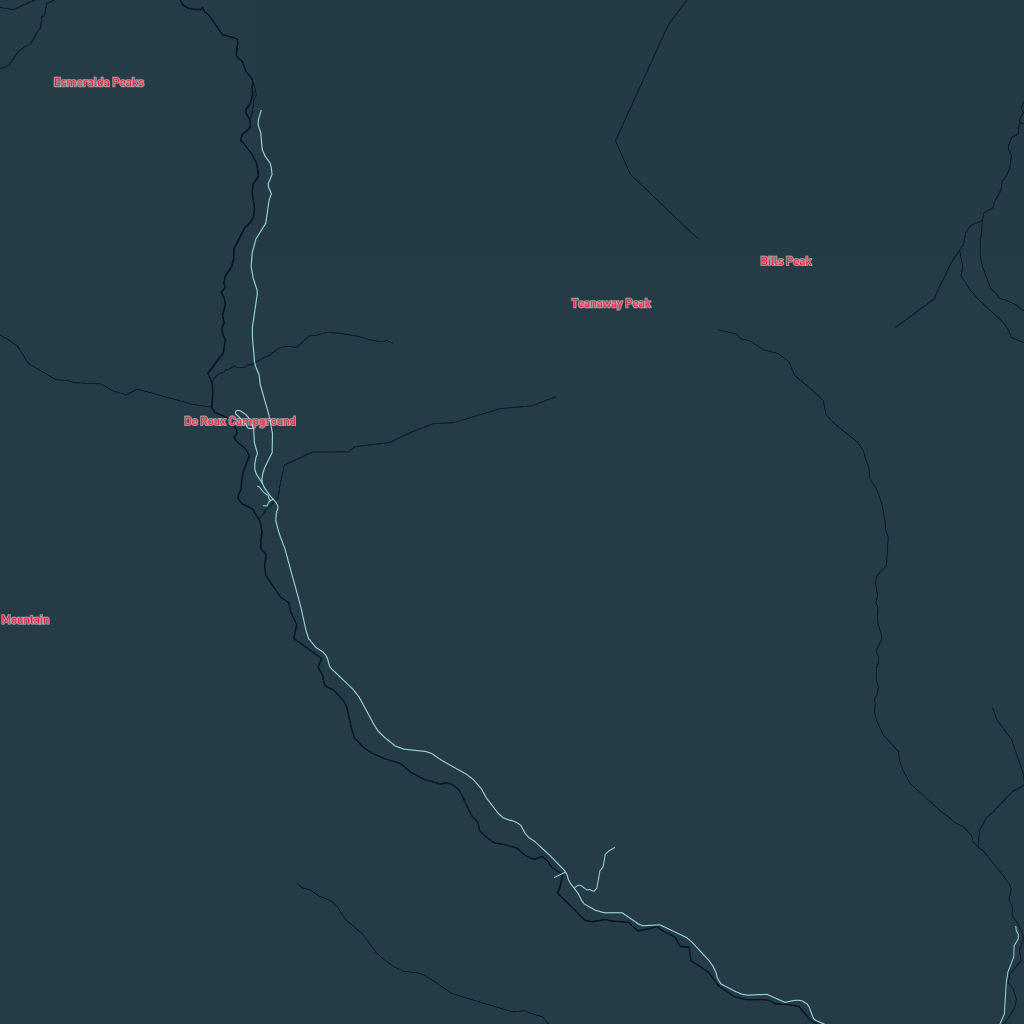 Esmeralda Peaks
Bills Peak
Teanaway Peak
De Roux Campground
Mountain